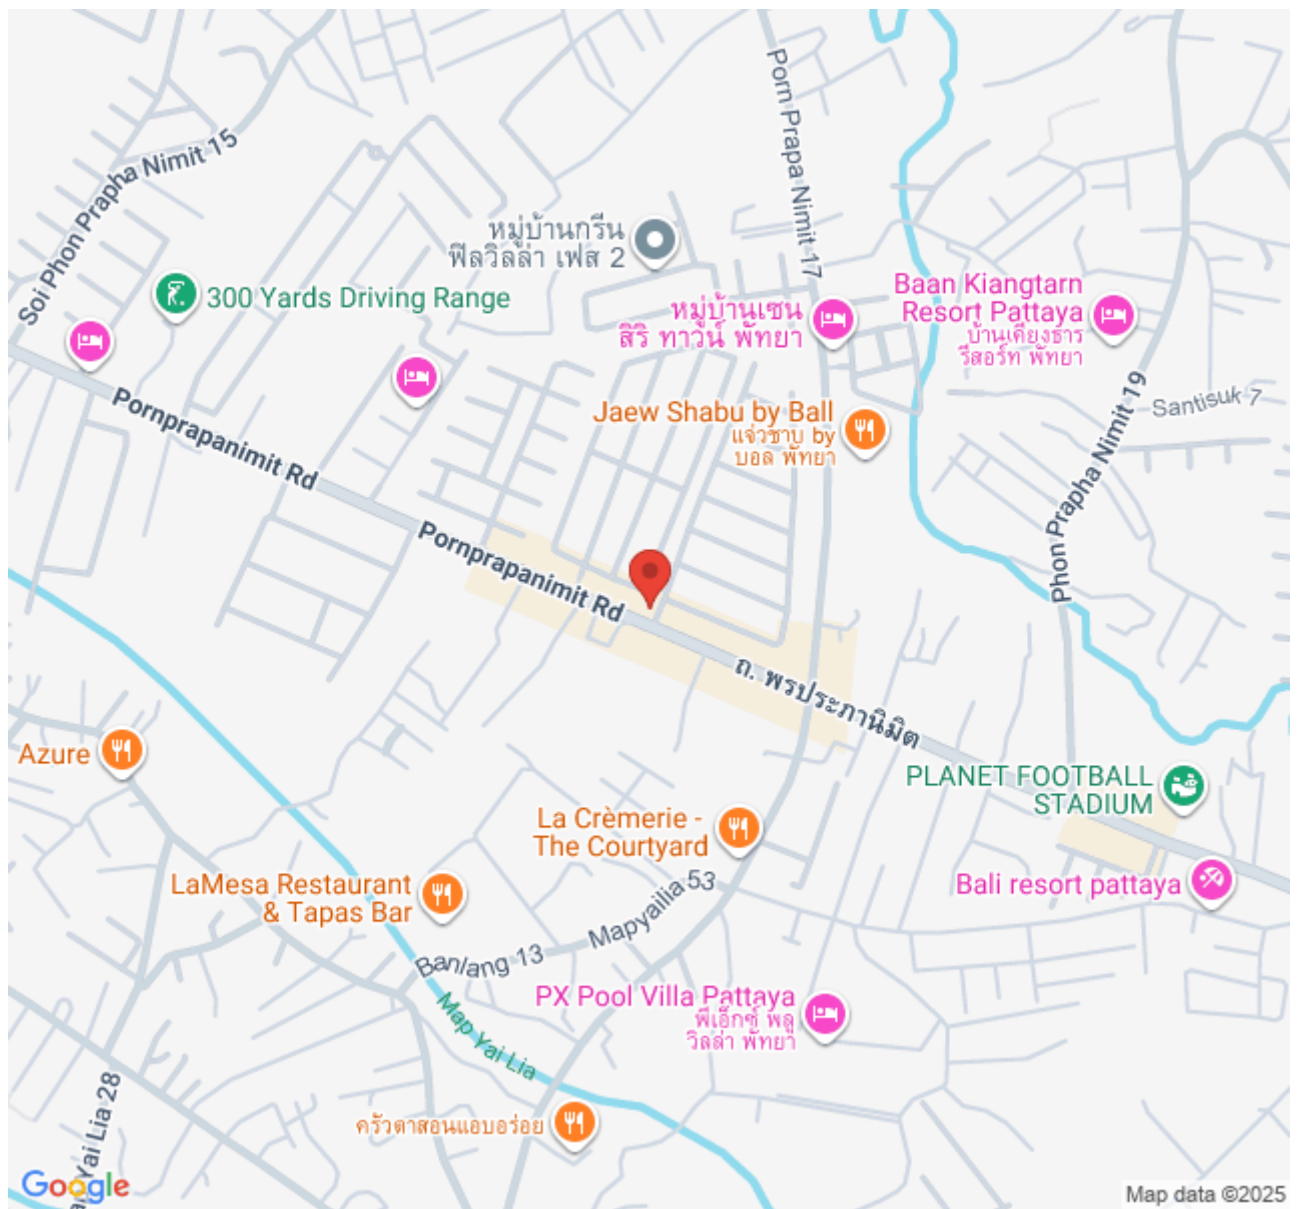 Porn Prapa Nimit 17
Soi Phon Prapha Nimit 15
หมู่บ้านกรีน
ฟิลวิลล่า เฟส 2
300 Yards Driving Range
หมู่บ้านเซน
สิริ ทาวน์ พัทยา
Baan Kiangtarn
Resort Pattaya
บ้านเคียงธาร
รีสอร์ท พัทยา
Pornprapanimit Rd
Jaew Shabu by Ball
แจ่วชาบู by
บอล พัทยา
Santisuk 7
Phon Prapha Nimit 19
Pornprapanimit Rd
ถ. พรประภานิมิต
Azure
PLANET FOOTBALL
STADIUM
La Crèmerie -
The Courtyard
LaMesa Restaurant
& Tapas Bar
Mapyailia 53
Bali resort pattaya
Banlang 13
PX Pool Villa Pattaya
พีเอ็กซ์ พลู
วิลล่า พัทยา
Map Yai Lia
ครัวตาสอนแอบอร่อย
Yai Lia 28
Google
Map data ©2025